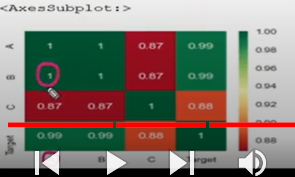 <AxesSubplot:>
A 1 1 0.87 0.99 1.00
B 1 1 0.87 0.99 0.98
0.96
0.94
C 0.87 0.87 1 0.88 0.92
0.90
Target 0.99 0.99 0.88 1 0.88
B C Target